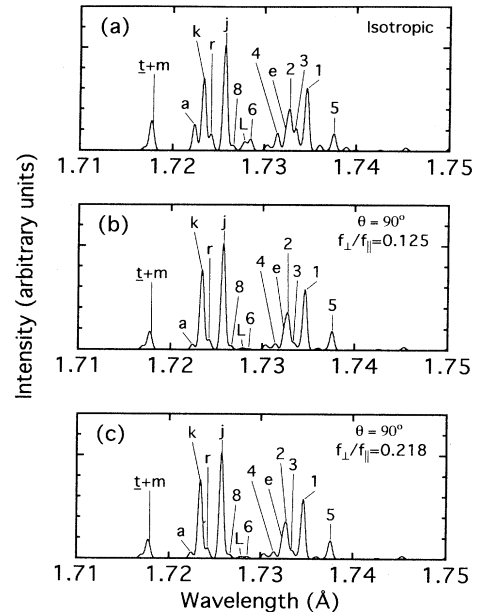 (a)
Isotropic
j
k
r
4
e
2
3
1
t+m
a
8
6
L
5
1.71 1.72 1.73 1.74 1.75
(b)
θ = 90°
f⊥/f∥=0.125
j
k
r
2
e
3
4
1
t+m
a
8
L
6
5
1.71 1.72 1.73 1.74 1.75
(c)
θ = 90°
f⊥/f∥=0.218
j
k
r
2
3
4
e
1
t+m
a
8
L
6
5
1.71 1.72 1.73 1.74 1.75
Intensity (arbitrary units)
Wavelength (Å)